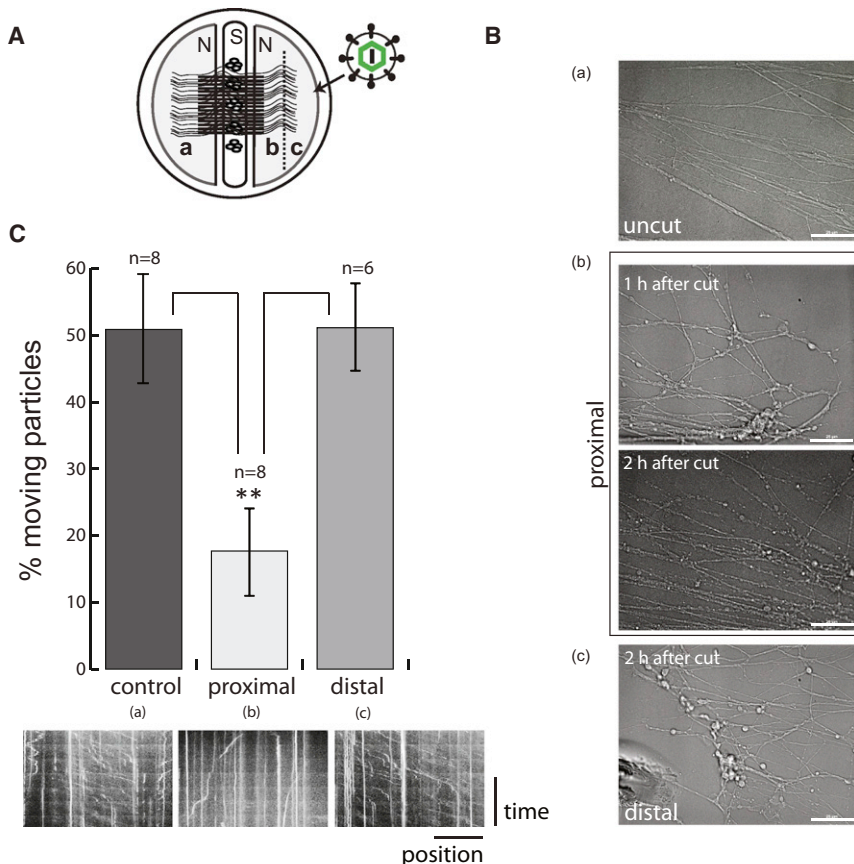 A
N
S
N
a
b
c
B
(a)
uncut
(b)
proximal
1 h after cut
2 h after cut
(c)
2 h after cut
distal
C
% moving particles
60
50
40
30
20
10
0
n=8
n=8
**
n=6
control
proximal
distal
(a)
(b)
(c)
time
position